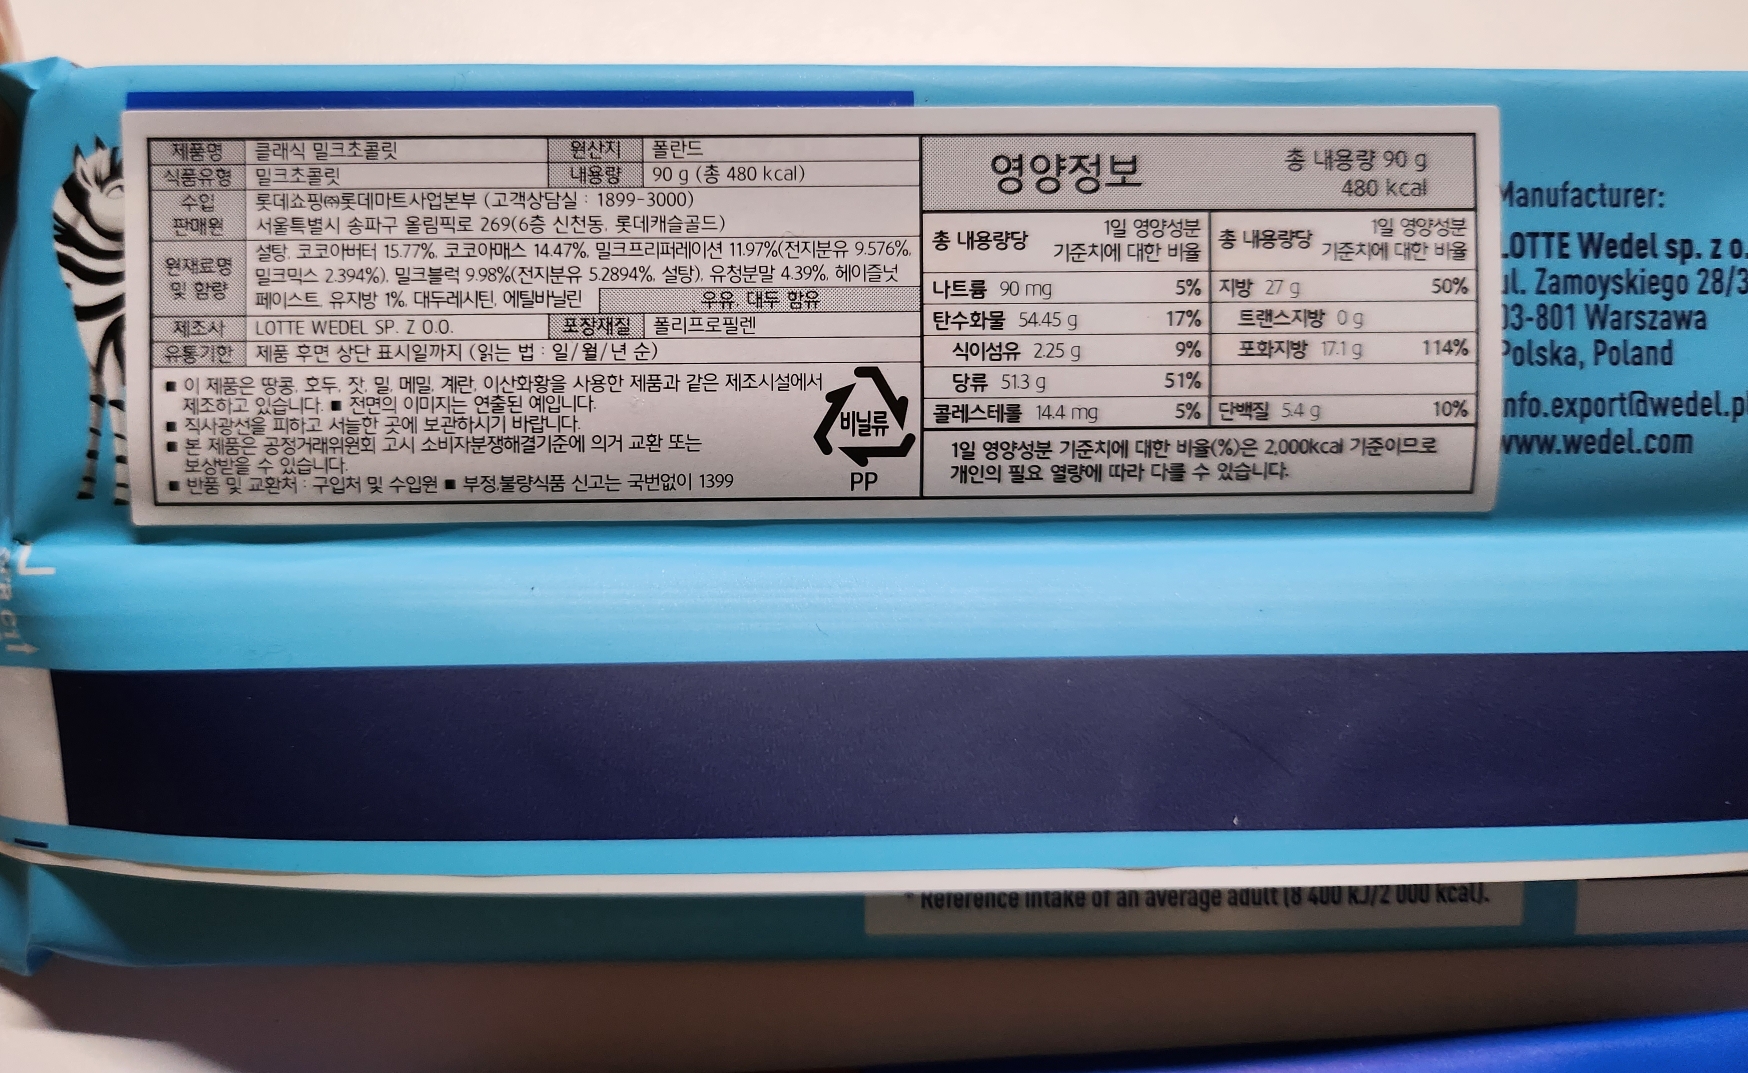 제품명 클래식 밀크초콜릿 원산지 폴란드
식품유형 밀크초콜릿 내용량 90 g (총 480 kcal)
수입 판매원 롯데쇼핑㈜롯데마트사업본부 (고객상담실 : 1899-3000)
서울특별시 송파구 올림픽로 269(6층 신천동, 롯데캐슬골드)
원재료명 및 함량 설탕, 코코아버터 15.77%, 코코아매스 14.47%, 밀크프리퍼레이션 11.97%(전지분유 9.576%,
밀크믹스 2.394%), 밀크블럭 9.98%(전지분유 5.2894%, 설탕), 유청분말 4.39%, 헤이즐넛
페이스트, 유지방 1%, 대두레시틴, 에틸바닐린 우유, 대두 함유
제조사 LOTTE WEDEL SP. Z O.O. 포장재질 폴리프로필렌
유통기한 제품 후면 상단 표시일까지 (읽는 법 : 일/월/년 순)
■ 이 제품은 땅콩, 호두, 잣, 밀, 메밀, 계란, 이산화황을 사용한 제품과 같은 제조시설에서
제조하고 있습니다. ■ 전면의 이미지는 연출된 예입니다.
■ 직사광선을 피하고 서늘한 곳에 보관하시기 바랍니다.
■ 본 제품은 공정거래위원회 고시 소비자분쟁해결기준에 의거 교환 또는
보상받을 수 있습니다.
■ 반품 및 교환처 : 구입처 및 수입원 ■ 부정,불량식품 신고는 국번없이 1399
비닐류
PP
영양정보
총 내용량 90 g
480 kcal
총 내용량당 1일 영양성분 기준치에 대한 비율 총 내용량당 1일 영양성분 기준치에 대한 비율
나트륨 90 mg 5% 지방 27 g 50%
탄수화물 54.45 g 17% 트랜스지방 0 g
식이섬유 2.25 g 9% 포화지방 17.1 g 114%
당류 51.3 g 51%
콜레스테롤 14.4 mg 5% 단백질 5.4 g 10%
1일 영양성분 기준치에 대한 비율(%)은 2,000kcal 기준이므로
개인의 필요 열량에 따라 다를 수 있습니다.
Manufacturer:
LOTTE Wedel sp. z o.
ul. Zamoyskiego 28/3
03-801 Warszawa
Polska, Poland
info.export@wedel.pl
www.wedel.com
* Reference intake of an average adult (8 400 kJ/2 000 kcal).